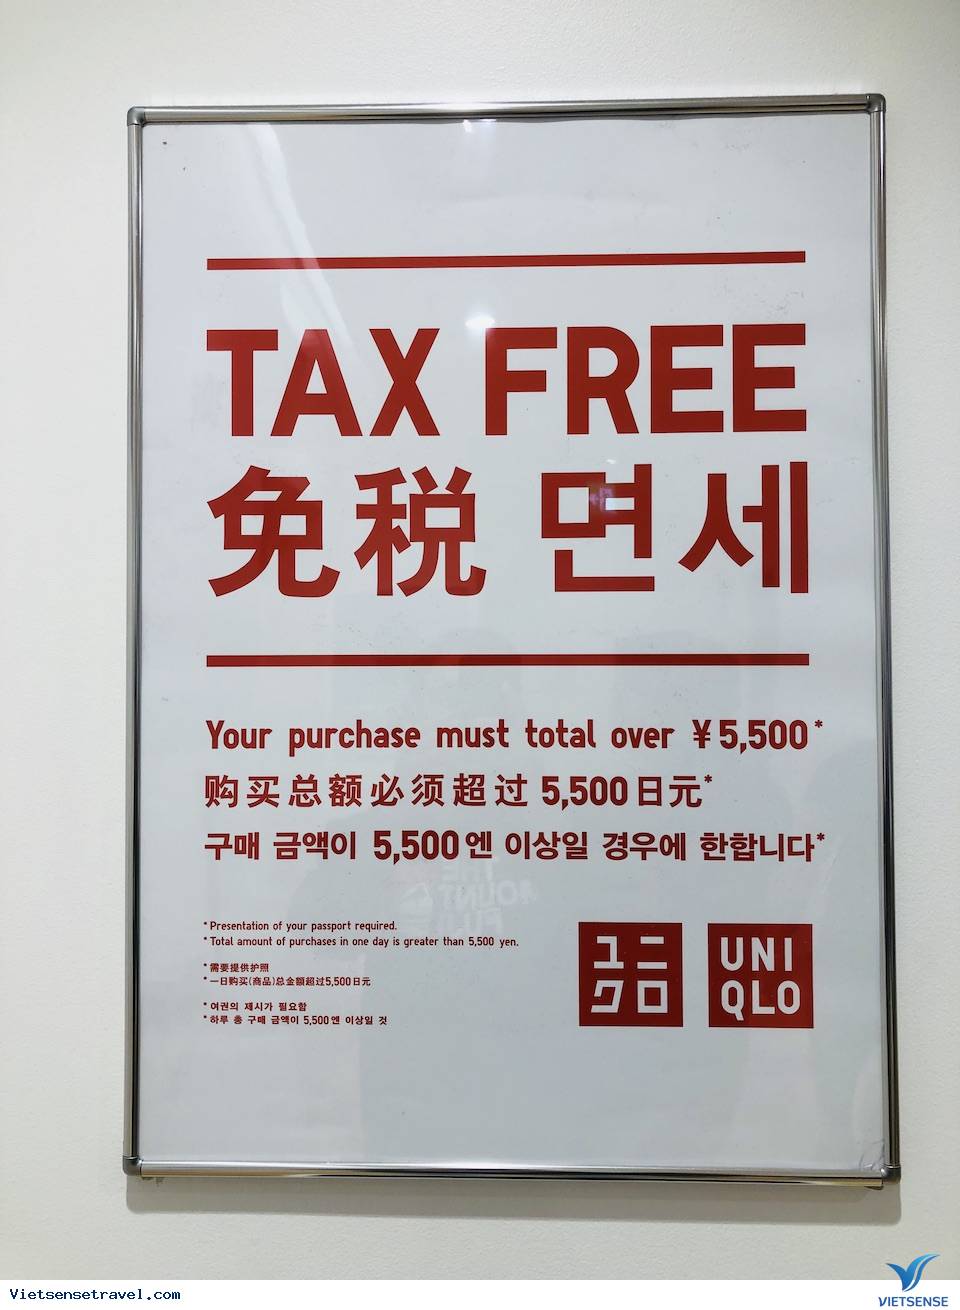 TAX FREE
免税 면세
Your purchase must total over ¥5,500*
购买总额必须超过 5,500日元*
구매 금액이 5,500엔 이상일 경우에 한합니다*
*Presentation of your passport required.
*Total amount of purchases in one day is greater than 5,500 yen.
*需要提供护照
*一日购买(商品)总金额超过5,500日元
*여권의 제시가 필요함
*하루 총 구매 금액이 5,500엔 이상일 것
ユニ
クロ
UNI
QLO
Vietsensetravel.com
VIETSENSE